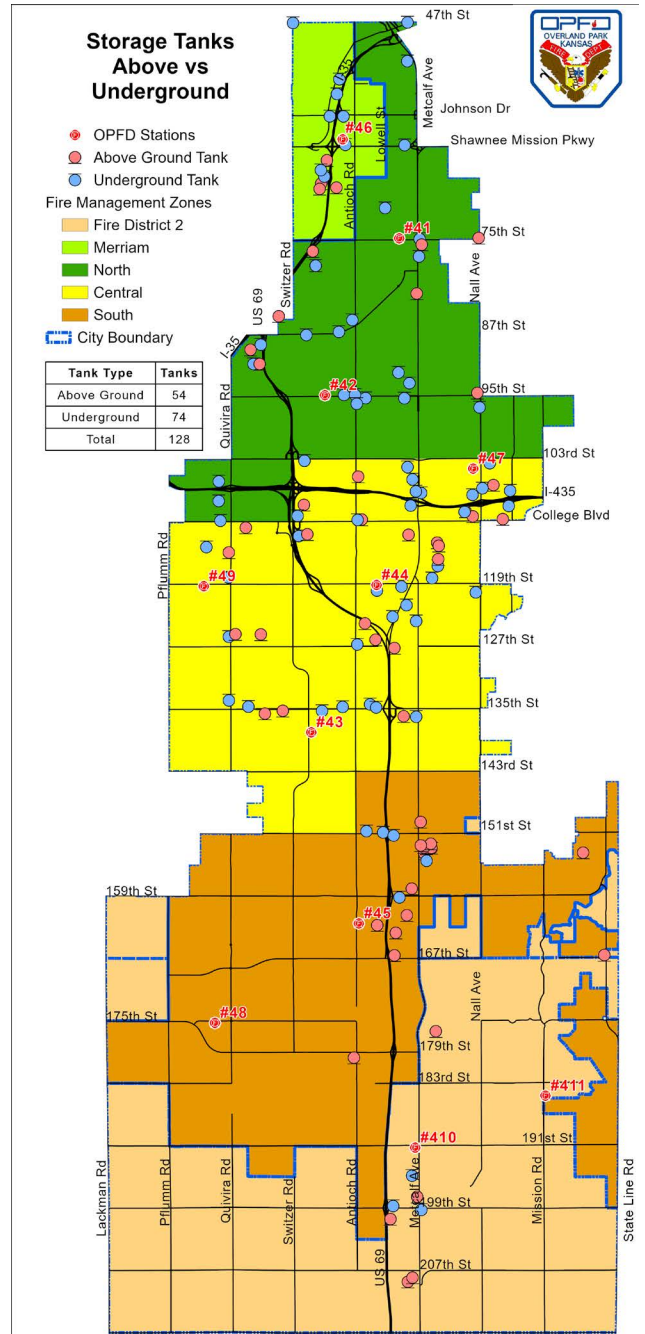 Storage Tanks
Above vs
Underground
OPFD
OVERLAND PARK
KANSAS
FIRE DEPT
OPFD Stations
Above Ground Tank
Underground Tank
Fire Management Zones
Fire District 2
Merriam
North
Central
South
City Boundary
Tank Type Tanks
Above Ground 54
Underground 74
Total 128
47th St
I-35
Metcalf Ave
Johnson Dr
Lowell St
#46
Shawnee Mission Pkwy
Antioch Rd
#41
75th St
Switzer Rd
Nall Ave
US 69
87th St
I-35
#42
95th St
Quivira Rd
103rd St
#47
I-435
College Blvd
Pflumm Rd
#49
#44
119th St
127th St
135th St
#43
143rd St
151st St
159th St
#45
167th St
Nall Ave
175th St
#48
179th St
183rd St
#411
#410
191st St
Lackman Rd
Pflumm Rd
Quivira Rd
Switzer Rd
Antioch Rd
Metcalf Ave
Mission Rd
State Line Rd
199th St
US 69
207th St